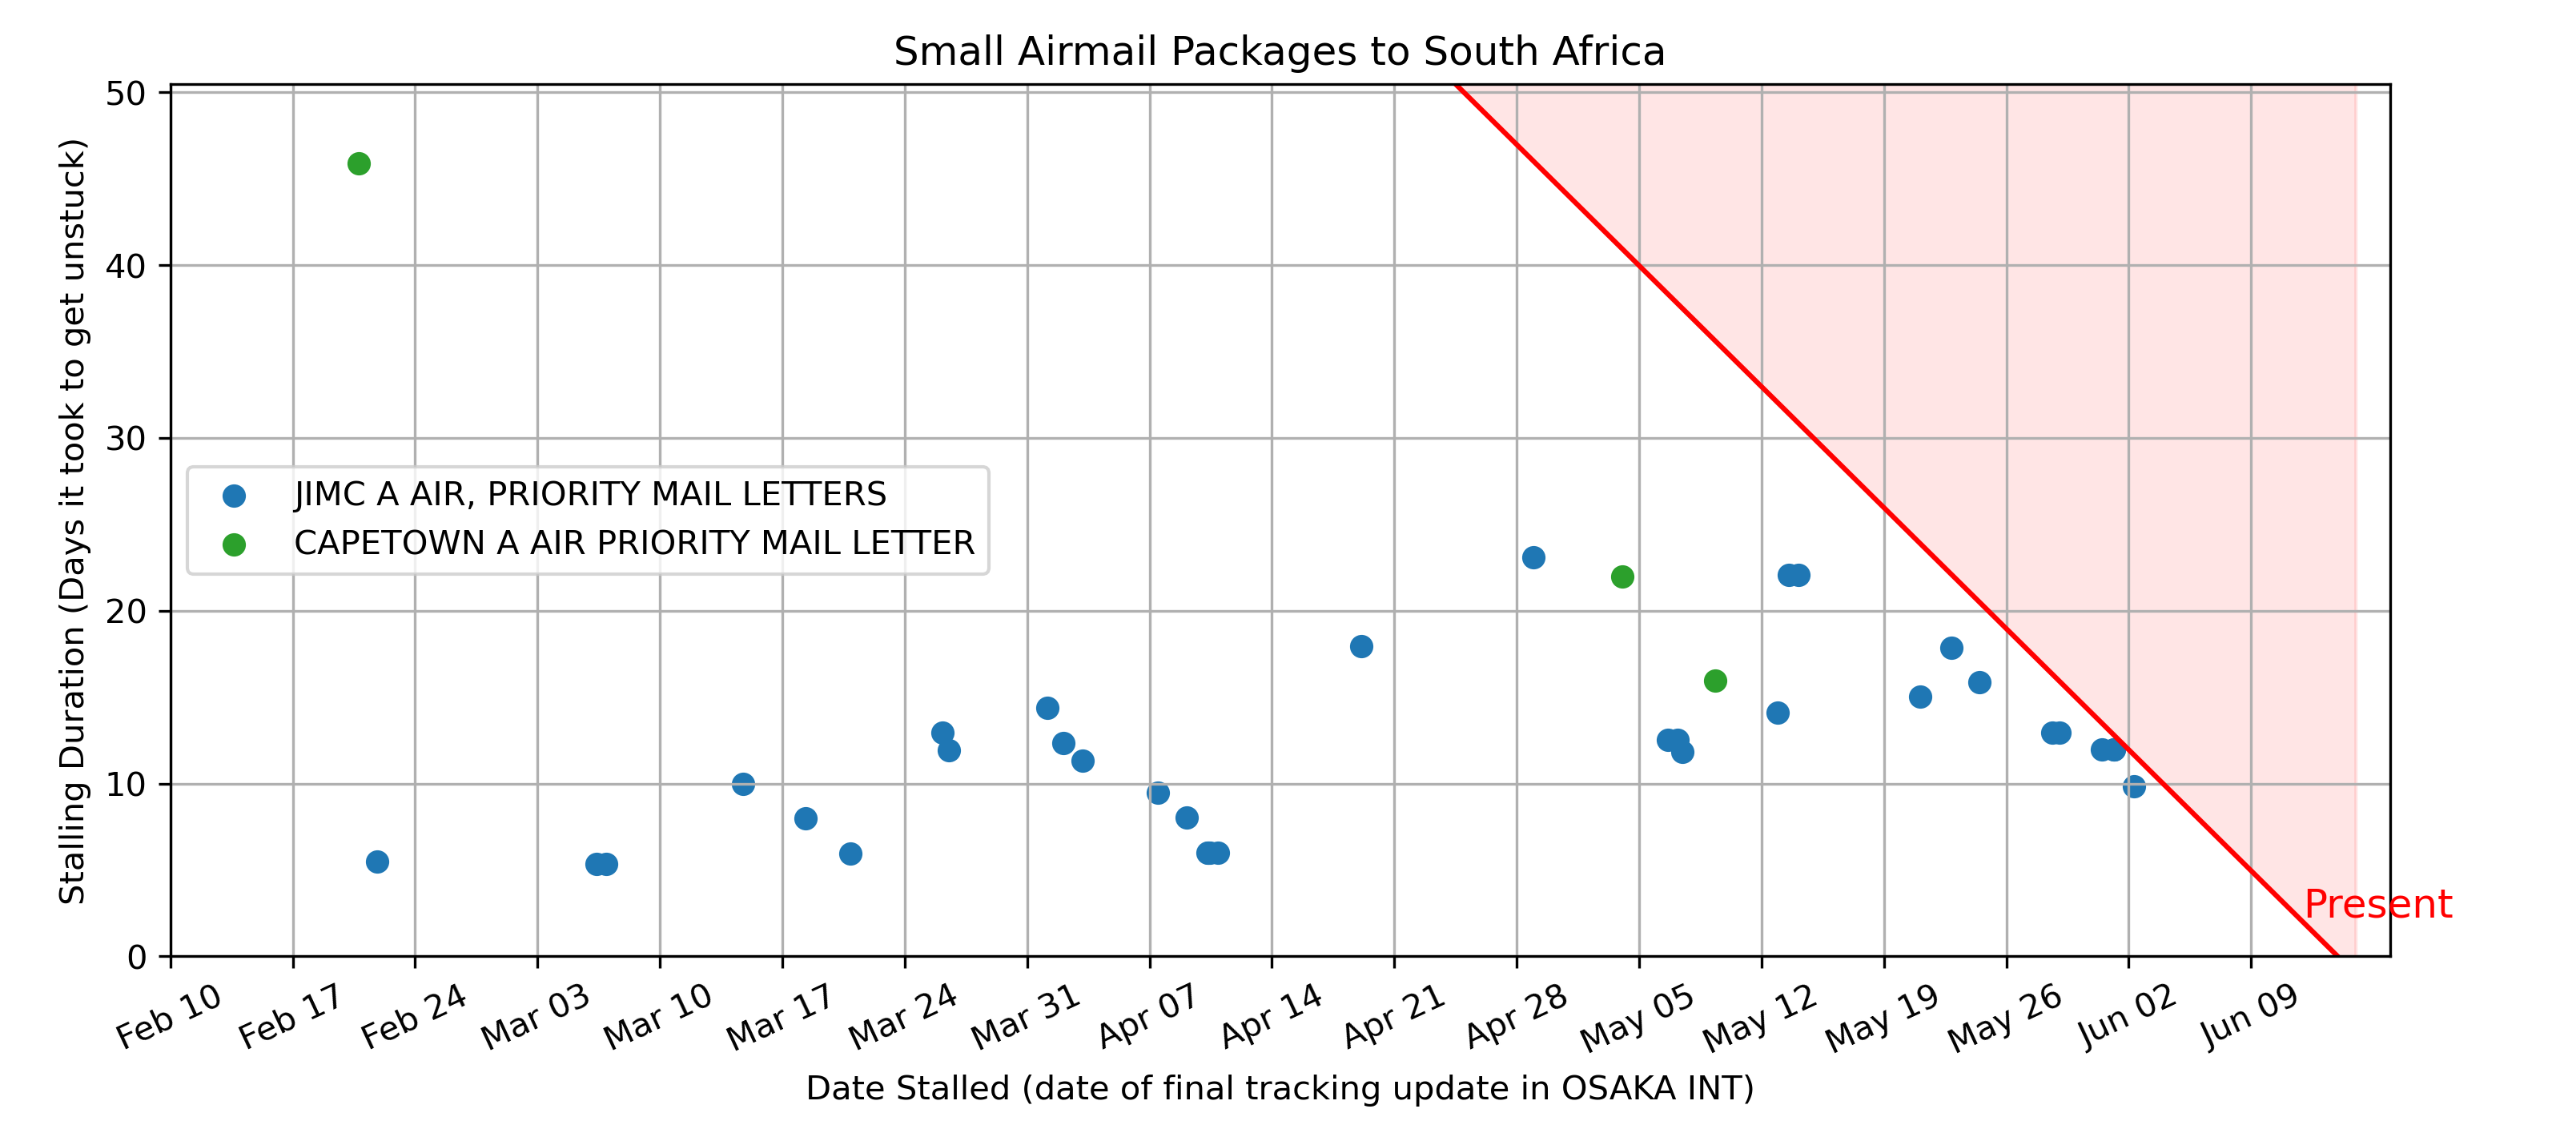 Small Airmail Packages to South Africa
Stalling Duration (Days it took to get unstuck)
50
40
30
20
10
0
JIMC A AIR, PRIORITY MAIL LETTERS
CAPETOWN A AIR PRIORITY MAIL LETTER
Present
Feb 10
Feb 17
Feb 24
Mar 03
Mar 10
Mar 17
Mar 24
Mar 31
Apr 07
Apr 14
Apr 21
Apr 28
May 05
May 12
May 19
May 26
Jun 02
Jun 09
Date Stalled (date of final tracking update in OSAKA INT)